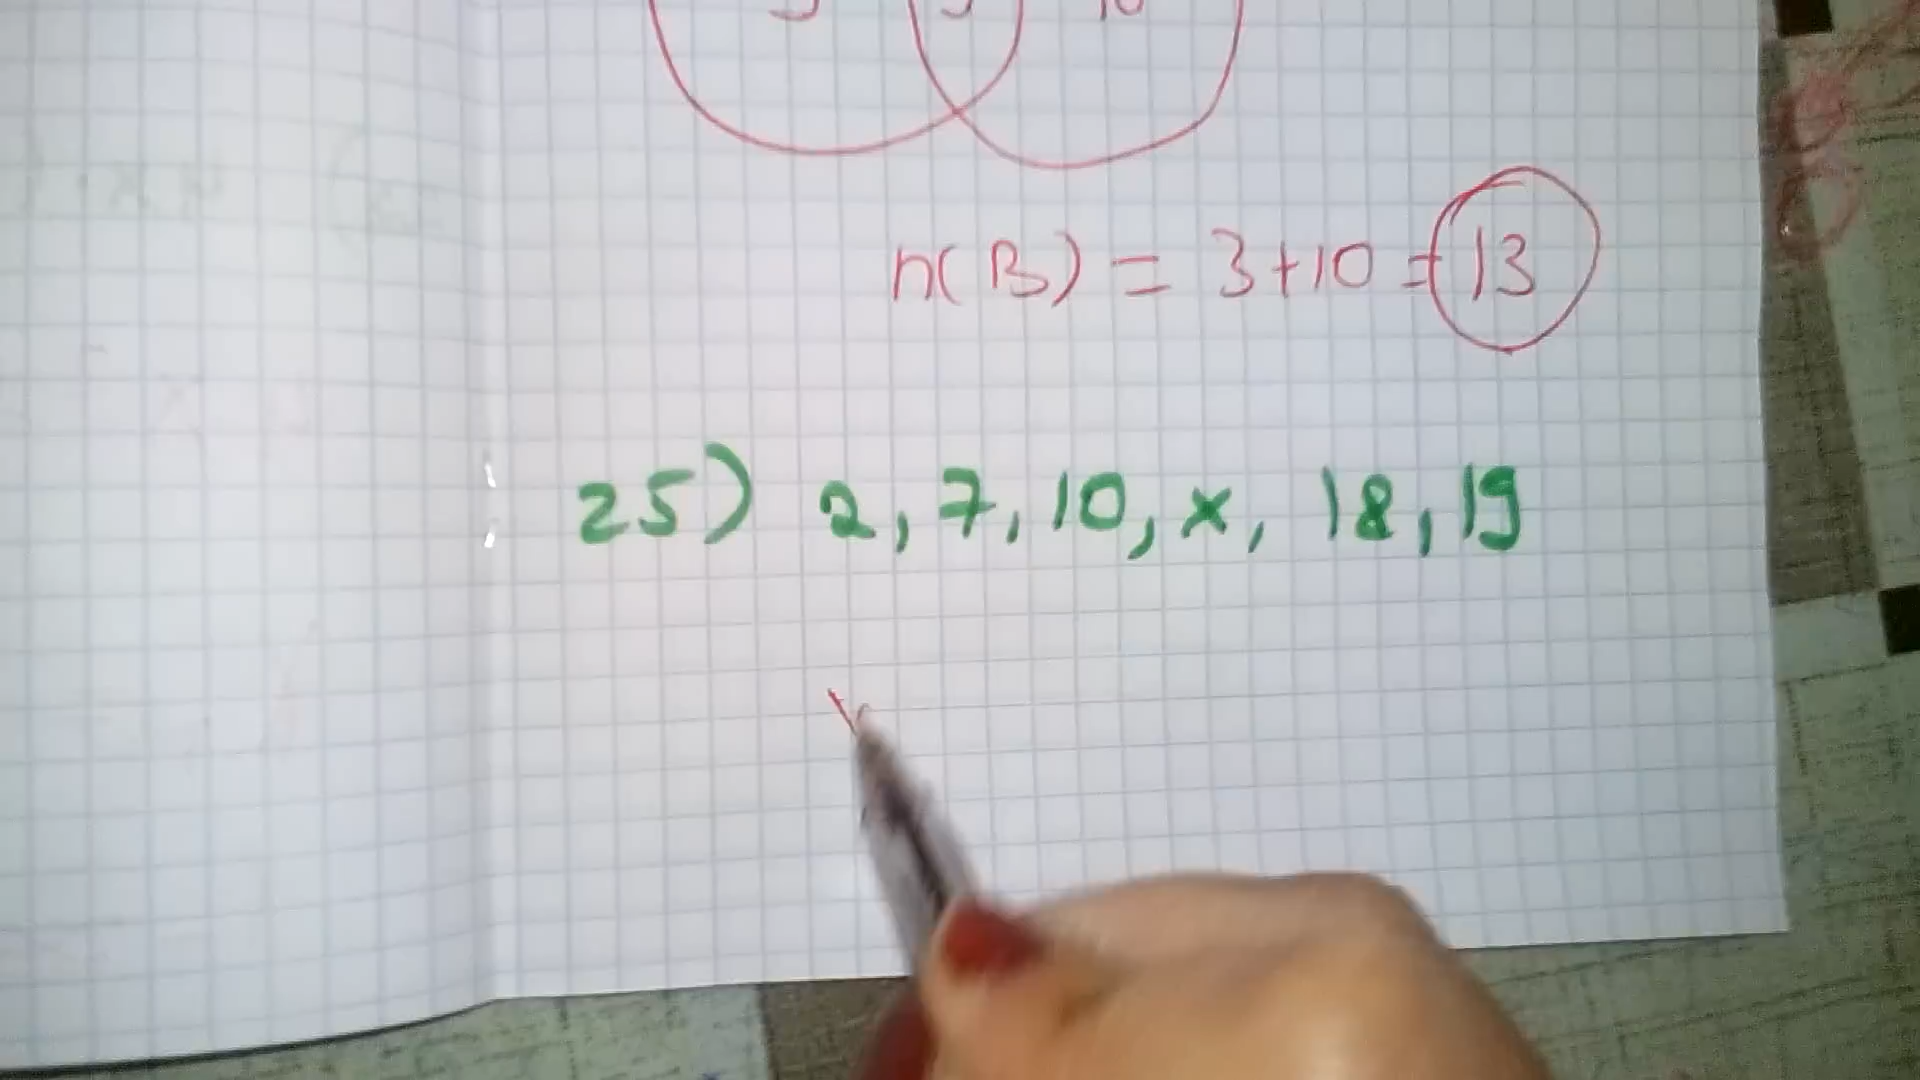 n(B) = 3+10 = 13
25) 2, 7, 10, x, 18, 19